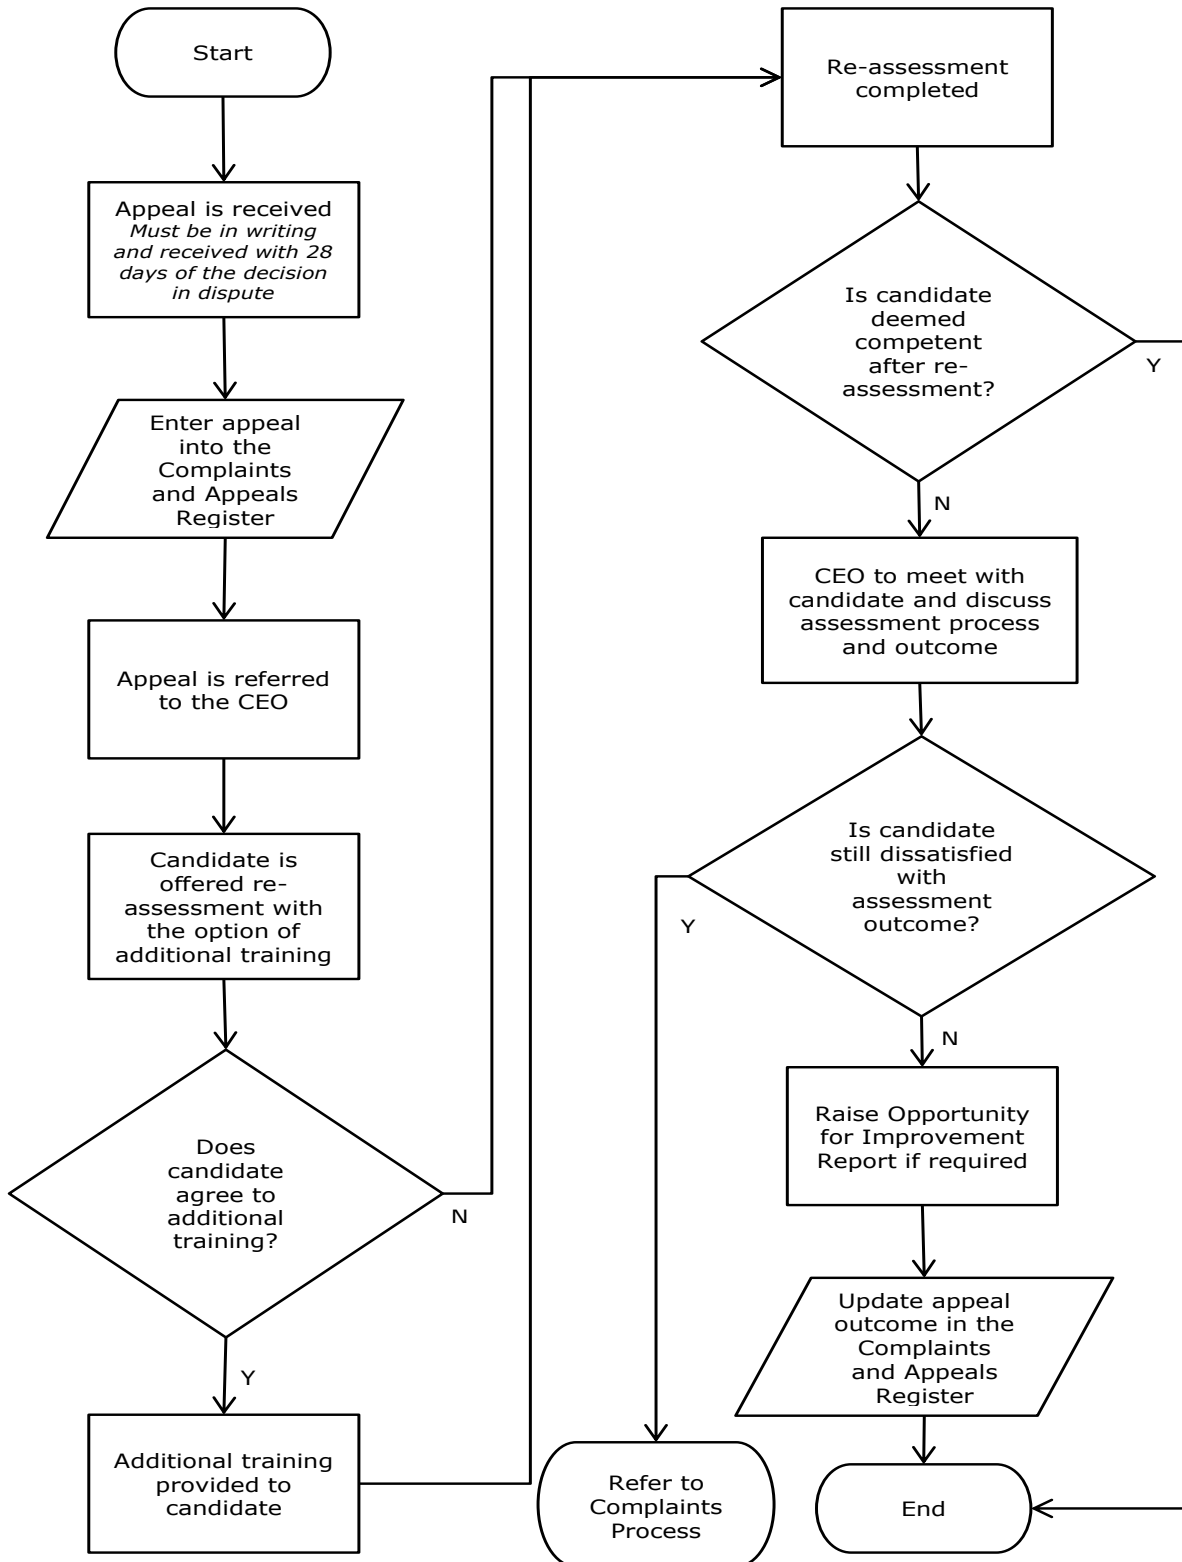 Start
Appeal is received
Must be in writing
and received with 28
days of the decision
in dispute
Enter appeal
into the
Complaints
and Appeals
Register
Appeal is referred
to the CEO
Candidate is
offered re-
assessment with
the option of
additional training
Does
candidate
agree to
additional
training?
N
Y
Additional training
provided to
candidate
Re-assessment
completed
Is candidate
deemed
competent
after re-
assessment?
Y
N
CEO to meet with
candidate and discuss
assessment process
and outcome
Is candidate
still dissatisfied
with
assessment
outcome?
Y
N
Raise Opportunity
for Improvement
Report if required
Update appeal
outcome in the
Complaints
and Appeals
Register
Refer to
Complaints
Process
End